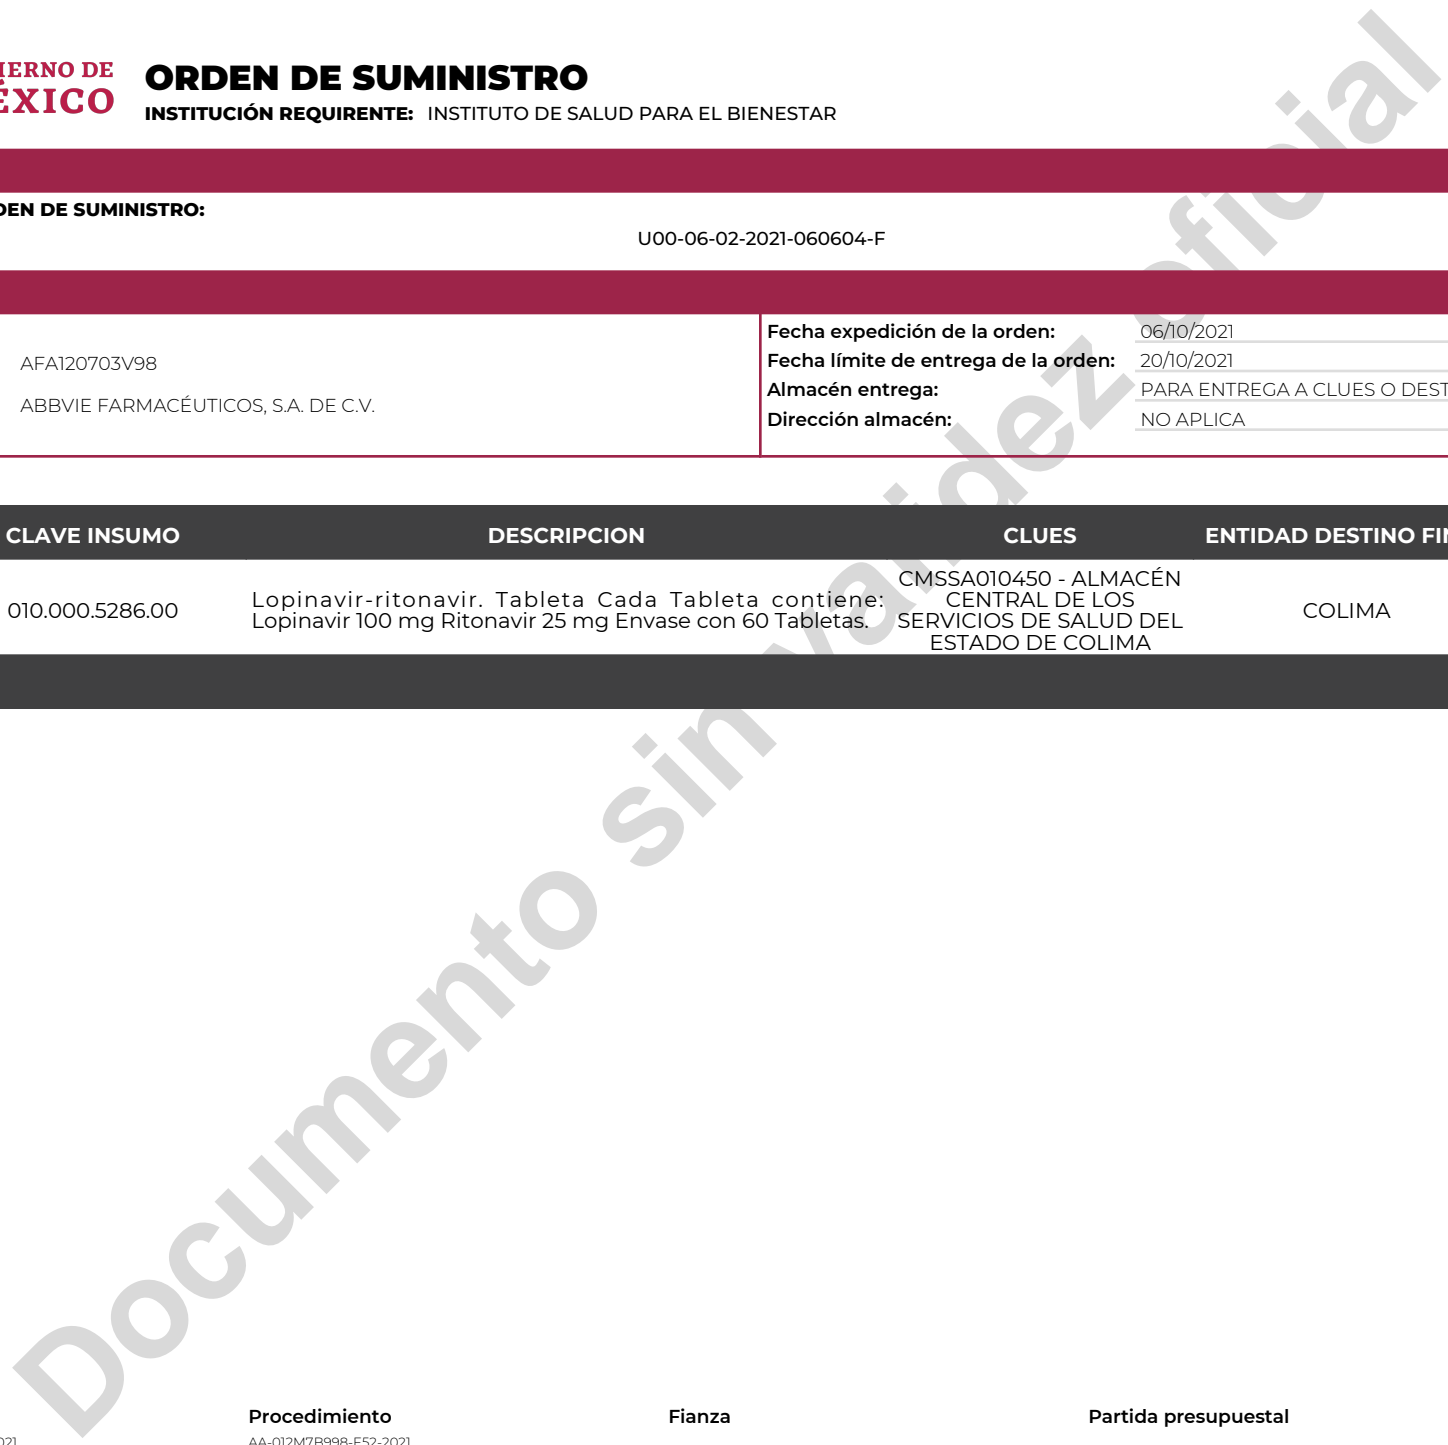 IERNO DE
ÉXICO
ORDEN DE SUMINISTRO
INSTITUCIÓN REQUIRENTE: INSTITUTO DE SALUD PARA EL BIENESTAR
DEN DE SUMINISTRO:
U00-06-02-2021-060604-F
AFA120703V98
ABBVIE FARMACÉUTICOS, S.A. DE C.V.
Fecha expedición de la orden: 06/10/2021
Fecha límite de entrega de la orden: 20/10/2021
Almacén entrega: PARA ENTREGA A CLUES O DEST
Dirección almacén: NO APLICA
CLAVE INSUMO DESCRIPCION CLUES ENTIDAD DESTINO FIN
010.000.5286.00
Lopinavir-ritonavir. Tableta Cada Tableta contiene:
Lopinavir 100 mg Ritonavir 25 mg Envase con 60 Tabletas.
CMSSA010450 - ALMACÉN
CENTRAL DE LOS
SERVICIOS DE SALUD DEL
ESTADO DE COLIMA
COLIMA
Documento sin validez oficial
Procedimiento Fianza Partida presupuestal
021 AA-012M7B998-E52-2021